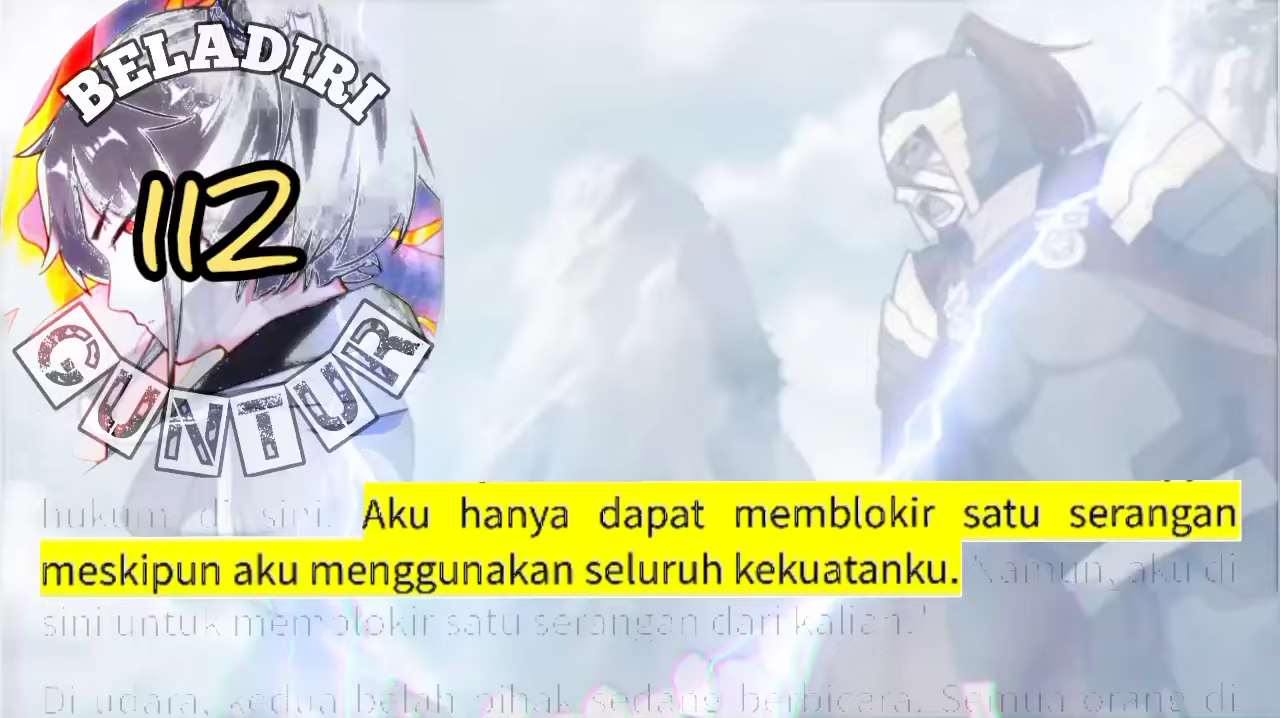 BELADIRI
112
GUNTUR
hukum di sini. Aku hanya dapat memblokir satu serangan
meskipun aku menggunakan seluruh kekuatanku. Namun, aku di
sini untuk memblokir satu serangan dari kalian.'
Di udara, kedua belah pihak sedang berbicara. Semua orang di